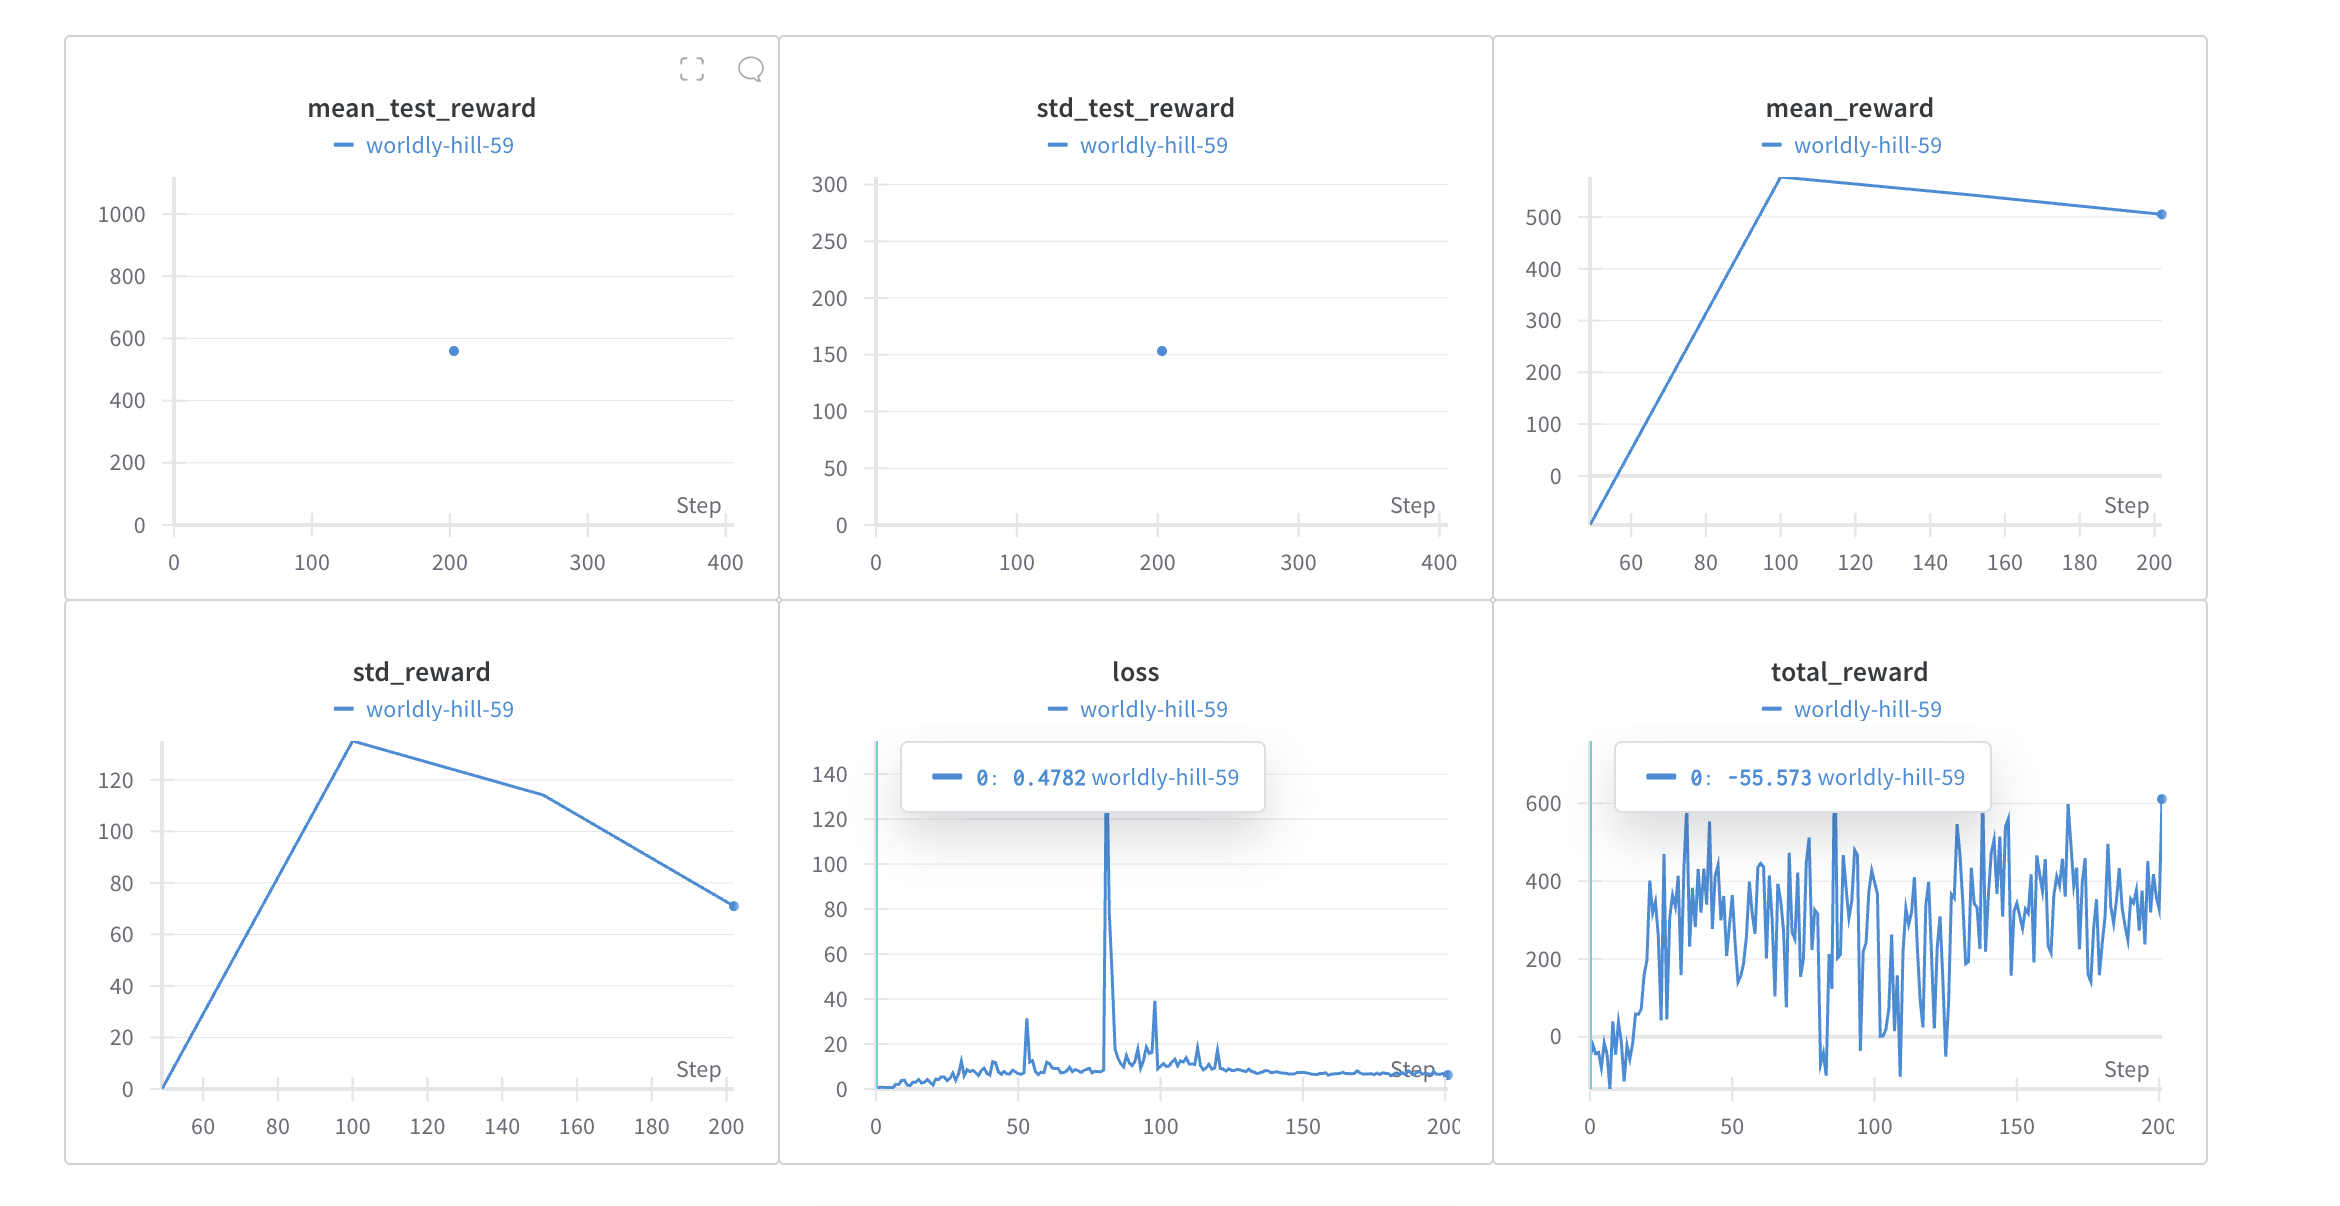 mean_test_reward
worldly-hill-59
1000
800
600
400
200
0
Step
0 100 200 300 400
std_test_reward
worldly-hill-59
300
250
200
150
100
50
0
Step
0 100 200 300 400
mean_reward
worldly-hill-59
500
400
300
200
100
0
Step
60 80 100 120 140 160 180 200
std_reward
worldly-hill-59
120
100
80
60
40
20
0
Step
60 80 100 120 140 160 180 200
loss
worldly-hill-59
0: 0.4782 worldly-hill-59
140
120
100
80
60
40
20
0
Step
0 50 100 150 200
total_reward
worldly-hill-59
0: -55.573 worldly-hill-59
600
400
200
0
Step
0 50 100 150 200